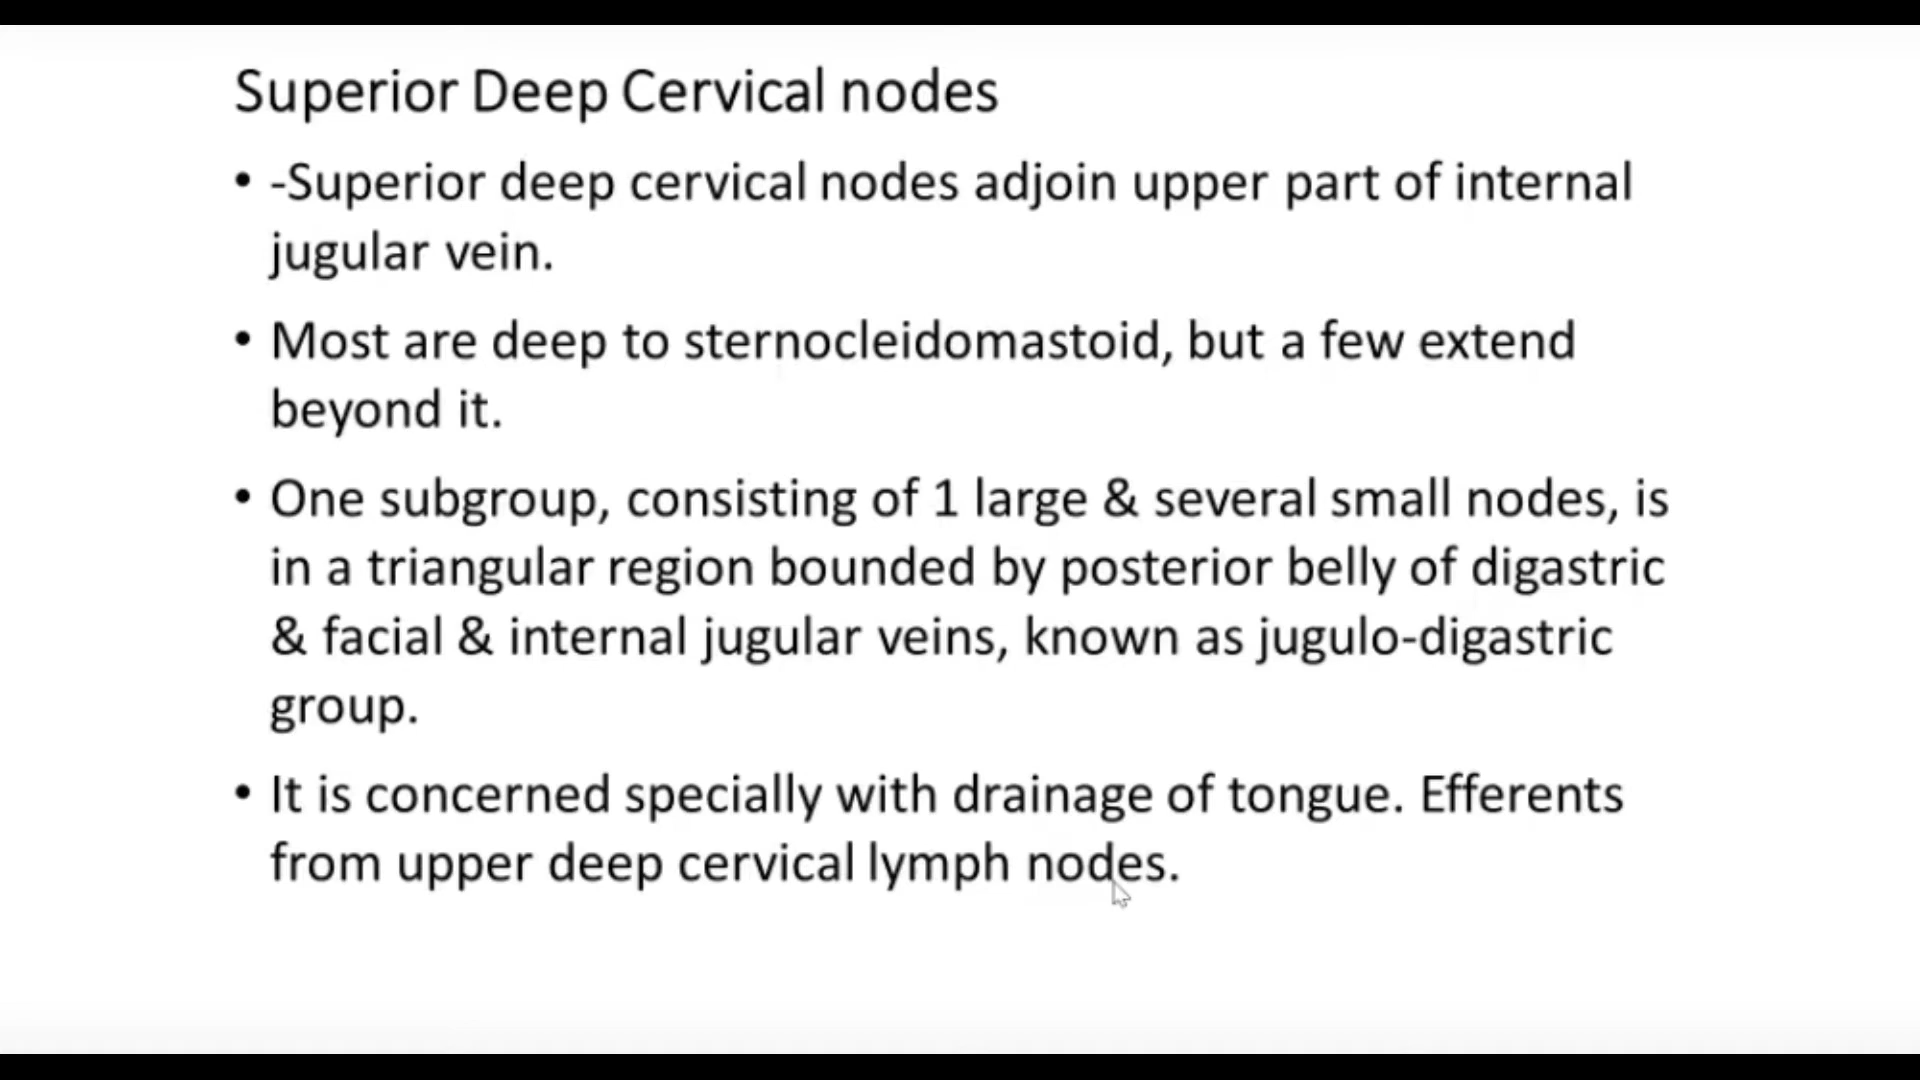 Superior Deep Cervical nodes
• -Superior deep cervical nodes adjoin upper part of internal
jugular vein.
• Most are deep to sternocleidomastoid, but a few extend
beyond it.
• One subgroup, consisting of 1 large & several small nodes, is
in a triangular region bounded by posterior belly of digastric
& facial & internal jugular veins, known as jugulo-digastric
group.
• It is concerned specially with drainage of tongue. Efferents
from upper deep cervical lymph nodes.